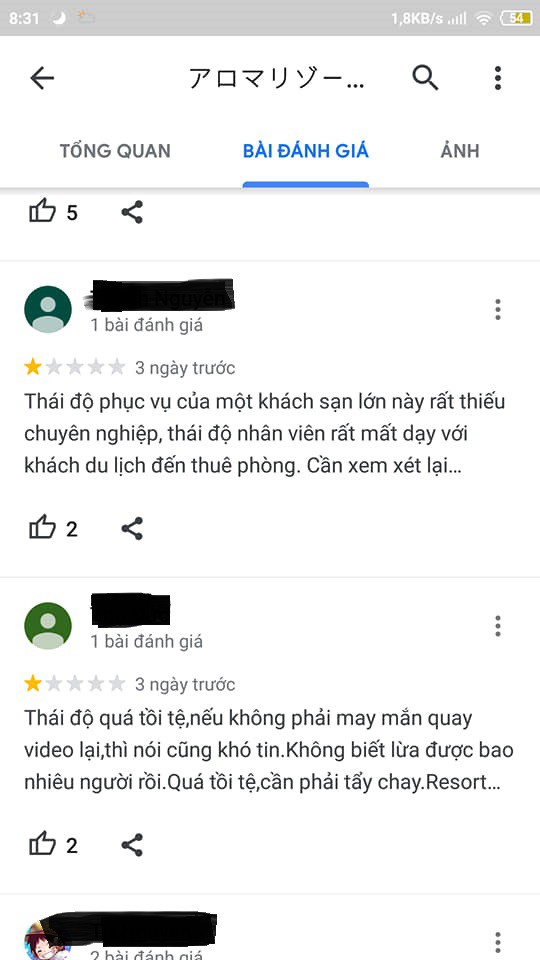 8:31
1,8KB/s
54
アロマリゾー...
TỔNG QUAN
BÀI ĐÁNH GIÁ
ẢNH
5
Nguyễn
1 bài đánh giá
3 ngày trước
Thái độ phục vụ của một khách sạn lớn này rất thiếu
chuyên nghiệp, thái độ nhân viên rất mất dạy với
khách du lịch đến thuê phòng. Cần xem xét lại...
2
1 bài đánh giá
3 ngày trước
Thái độ quá tồi tệ,nếu không phải may mắn quay
video lại,thì nói cũng khó tin.Không biết lừa được bao
nhiêu người rồi.Quá tồi tệ,cần phải tẩy chay.Resort...
2
2 bài đánh giá